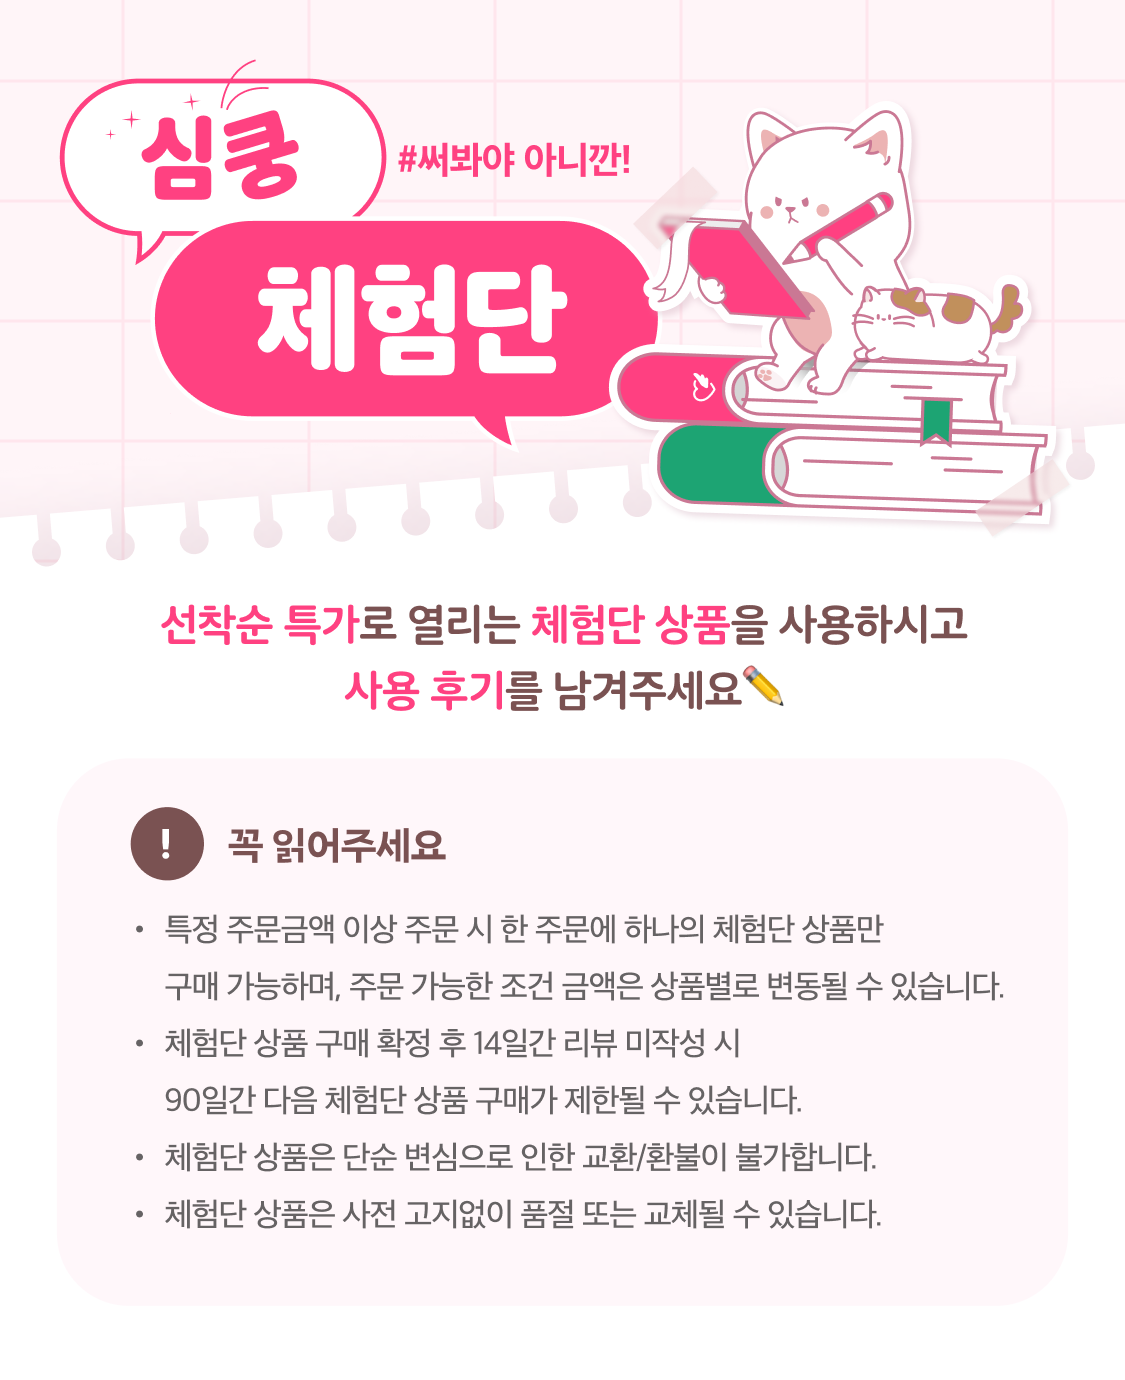 심쿵
#써봐야 아니깐!
체험단
선착순 특가로 열리는 체험단 상품을 사용하시고
사용 후기를 남겨주세요✏️
! 꼭 읽어주세요
• 특정 주문금액 이상 주문 시 한 주문에 하나의 체험단 상품만
구매 가능하며, 주문 가능한 조건 금액은 상품별로 변동될 수 있습니다.
• 체험단 상품 구매 확정 후 14일간 리뷰 미작성 시
90일간 다음 체험단 상품 구매가 제한될 수 있습니다.
• 체험단 상품은 단순 변심으로 인한 교환/환불이 불가합니다.
• 체험단 상품은 사전 고지없이 품절 또는 교체될 수 있습니다.